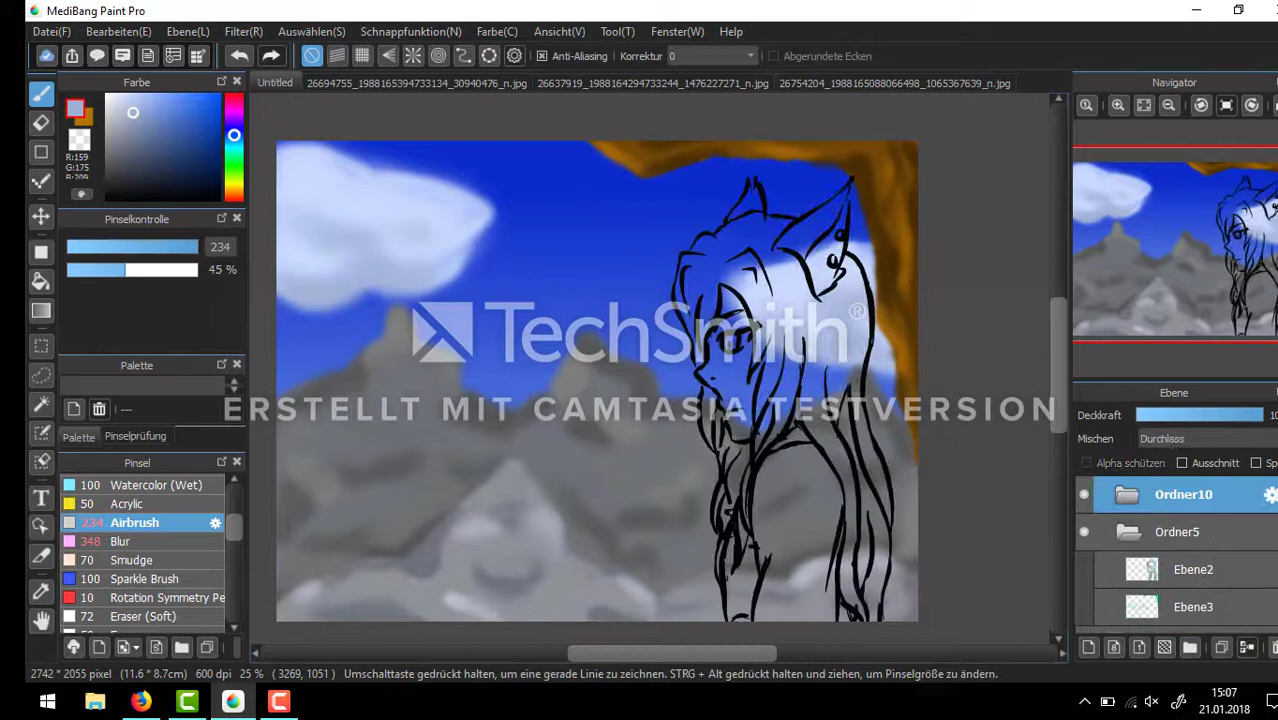 MediBang Paint Pro
Datei(F) Bearbeiten(E) Ebene(L) Filter(R) Auswählen(S) Schnappfunktion(N) Farbe(C) Ansicht(V) Tool(T) Fenster(W) Help
Anti-Aliasing Korrektur 0 Abgerundete Ecken
Farbe
Untitled 26694755_1988165394733134_30940476_n.jpg 26637919_1988164294733244_1476227271_n.jpg 26754204_1988165088066498_1065367639_n.jpg
Navigator
R:159
G:175
B:209
Pinselkontrolle
234
45 %
TechSmith®
ERSTELLT MIT CAMTASIA TESTVERSION
Palette
---
Palette Pinselprüfung
Pinsel
100 Watercolor (Wet)
50 Acrylic
234 Airbrush
348 Blur
70 Smudge
100 Sparkle Brush
10 Rotation Symmetry Pe
72 Eraser (Soft)
Ebene
Deckkraft 10
Mischen Durchlass
Alpha schützen Ausschnitt Sp
Ordner10
Ordner5
Ebene2
Ebene3
2742 * 2055 pixel (11.6 * 8.7cm) 600 dpi 25 % ( 3269, 1051 ) Umschalttaste gedrückt halten, um eine gerade Linie zu zeichnen. STRG + Alt gedrückt halten und ziehen, um Pinselgröße zu ändern.
15:07
21.01.2018